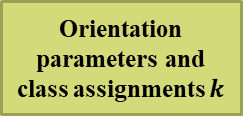 Orientation
parameters and
class assignments k